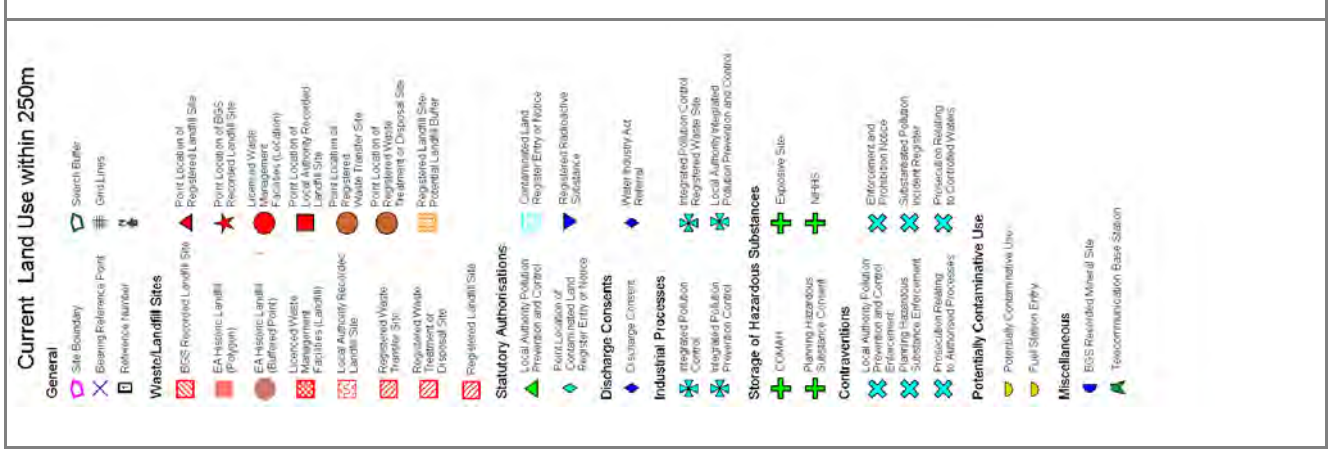 Current Land Use within 250m
General
Site Boundary
Search Buffer
Bearing Reference Point
Grid Lines
Reference Number
N
Waste/Landfill Sites
BGS Recorded Landfill Site
Point Location of
Registered Landfill Site
EA Historic Landfill
(Polygon)
Point Location of BGS
Recorded Landfill Site
EA Historic Landfill
(Buffered Point)
Licensed Waste
Management
Facilities (Location)
Licenced Waste
Management
Facilities (Landfill)
Point Location of
Local Authority Recorded
Landfill Site
Local Authority Recorded
Landfill Site
Point Location of
Registered
Waste Transfer Site
Registered Waste
Transfer Site
Point Location of
Registered Waste
Treatment or Disposal Site
Registered Waste
Treatment or
Disposal Site
Registered Landfill Site
Potential Landfill Buffer
Registered Landfill Site
Statutory Authorisations
Local Authority Pollution
Prevention and Control
Contaminated Land
Register Entry or Notice
Point Location of
Contaminated Land
Register Entry or Notice
Registered Radioactive
Substance
Discharge Consents
Discharge Consent
Water Industry Act
Referral
Industrial Processes
Integrated Pollution
Control
Integrated Pollution Control
Registered Waste Site
Integrated Pollution
Prevention Control
Local Authority Integrated
Pollution Prevention and Control
Storage of Hazardous Substances
COMAH
Explosive Site
Planning Hazardous
Substance Consent
NIHHS
Contraventions
Local Authority Pollution
Prevention and Control
Enforcement
Enforcement and
Prohibition Notice
Planning Hazardous
Substance Enforcement
Substantiated Pollution
Incident Register
Prosecution Relating
to Authorised Processes
Prosecution Relating
to Controlled Waters
Potentially Contaminative Use
Potentially Contaminative Use
Fuel Station Entry
Miscellaneous
BGS Recorded Mineral Site
Telecommunication Base Station